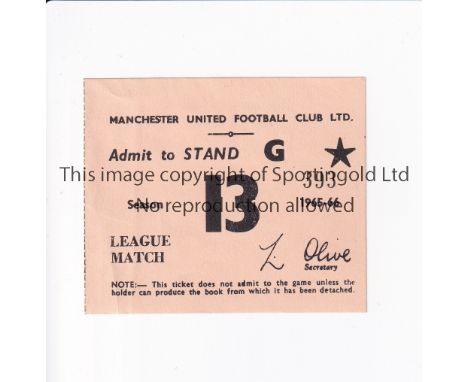 MANCHESTER UNITED FOOTBALL CLUB LTD.
Admit to STAND G
This image copyright of Sportingold Ltd
393
No reproduction allowed
Season 13 1965-66
LEAGUE
MATCH
L. Olive
Secretary
NOTE:— This ticket does not admit to the game unless the
holder can produce the book from which it has been detached.